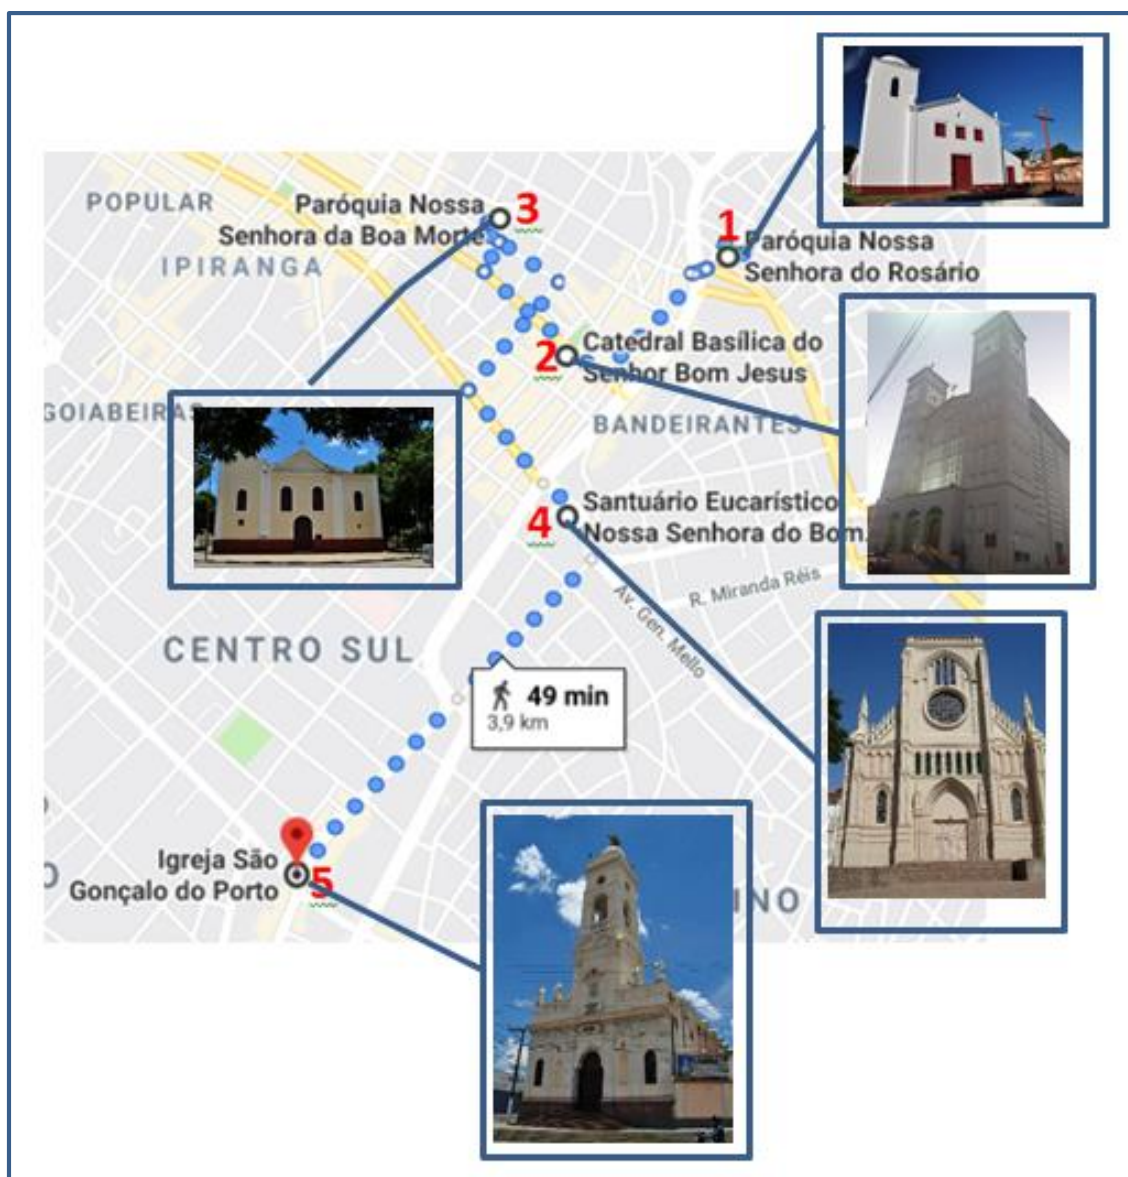 POPULAR
Paróquia Nossa
Senhora da Boa Morte
3
IPIRANGA
1
Paróquia Nossa
Senhora do Rosário
2
Catedral Basílica do
Senhor Bom Jesus
GOIABEIRAS
BANDEIRANTES
4
Santuário Eucarístico
Nossa Senhora do Bom
R. Miranda Réis
Av. Gen. Mello
CENTRO SUL
49 min
3,9 km
Igreja São
Gonçalo do Porto
5
INO